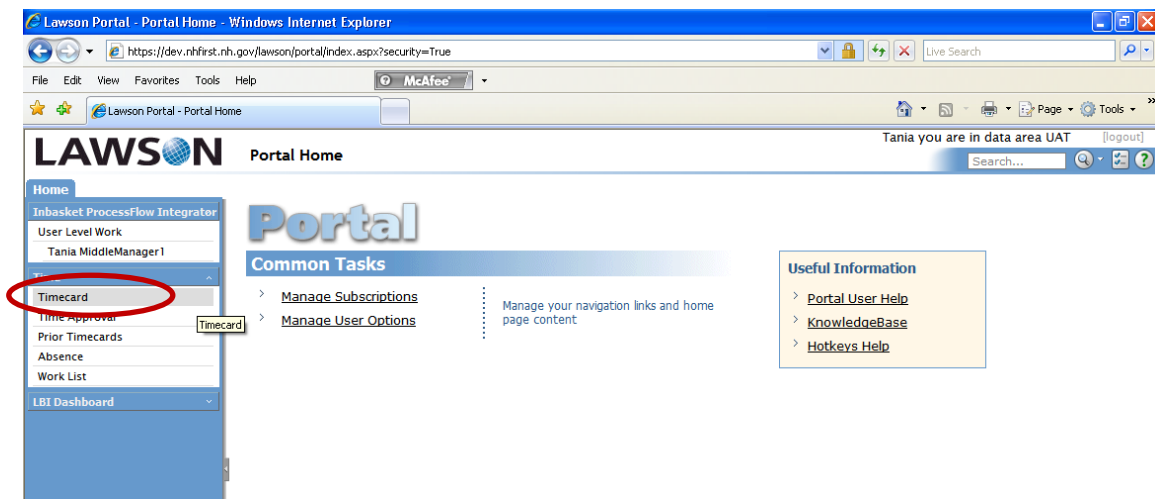 Lawson Portal - Portal Home - Windows Internet Explorer
https://dev.nhfirst.nh.gov/lawson/portal/index.aspx?security=True
Live Search
File Edit View Favorites Tools Help
McAfee
Lawson Portal - Portal Home
Page
Tools
LAWSON
Portal Home
Tania you are in data area UAT
[logout]
Search...
Home
Inbasket ProcessFlow Integrator
User Level Work
Tania MiddleManager1
Time
Timecard
Time Approval
Timecard
Prior Timecards
Absence
Work List
LBI Dashboard
Portal
Common Tasks
Manage Subscriptions
Manage User Options
Manage your navigation links and home
page content
Useful Information
Portal User Help
KnowledgeBase
Hotkeys Help